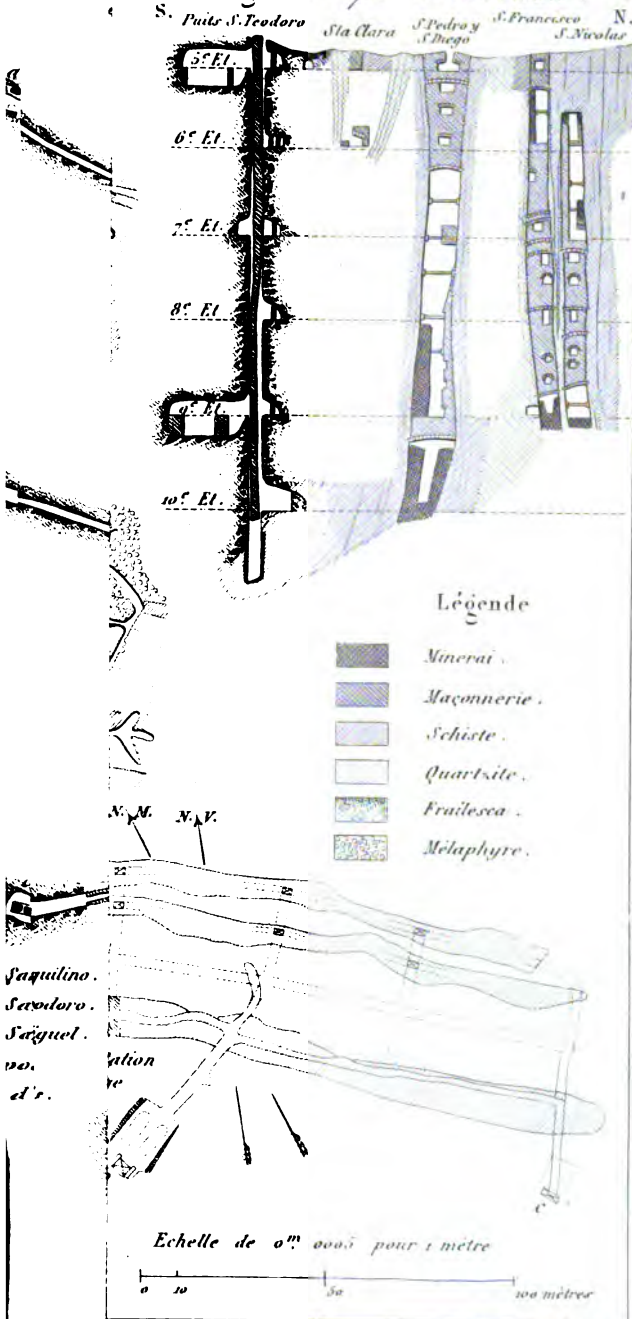 S. Puits S. Teodoro Sta Clara S. Pedro y S. Diego S. Francisco S. Nicolas N.
5e Et.
6e Et.
7e Et.
8e Et.
9e Et.
10e Et.
Légende
Minerai.
Maçonnerie.
Schiste.
Quartzite.
Frailesca.
Mélaphyre.
N. M. N. V.
C
Echelle de 0m, 0005 pour 1 mètre
0 10 50 100 mètres